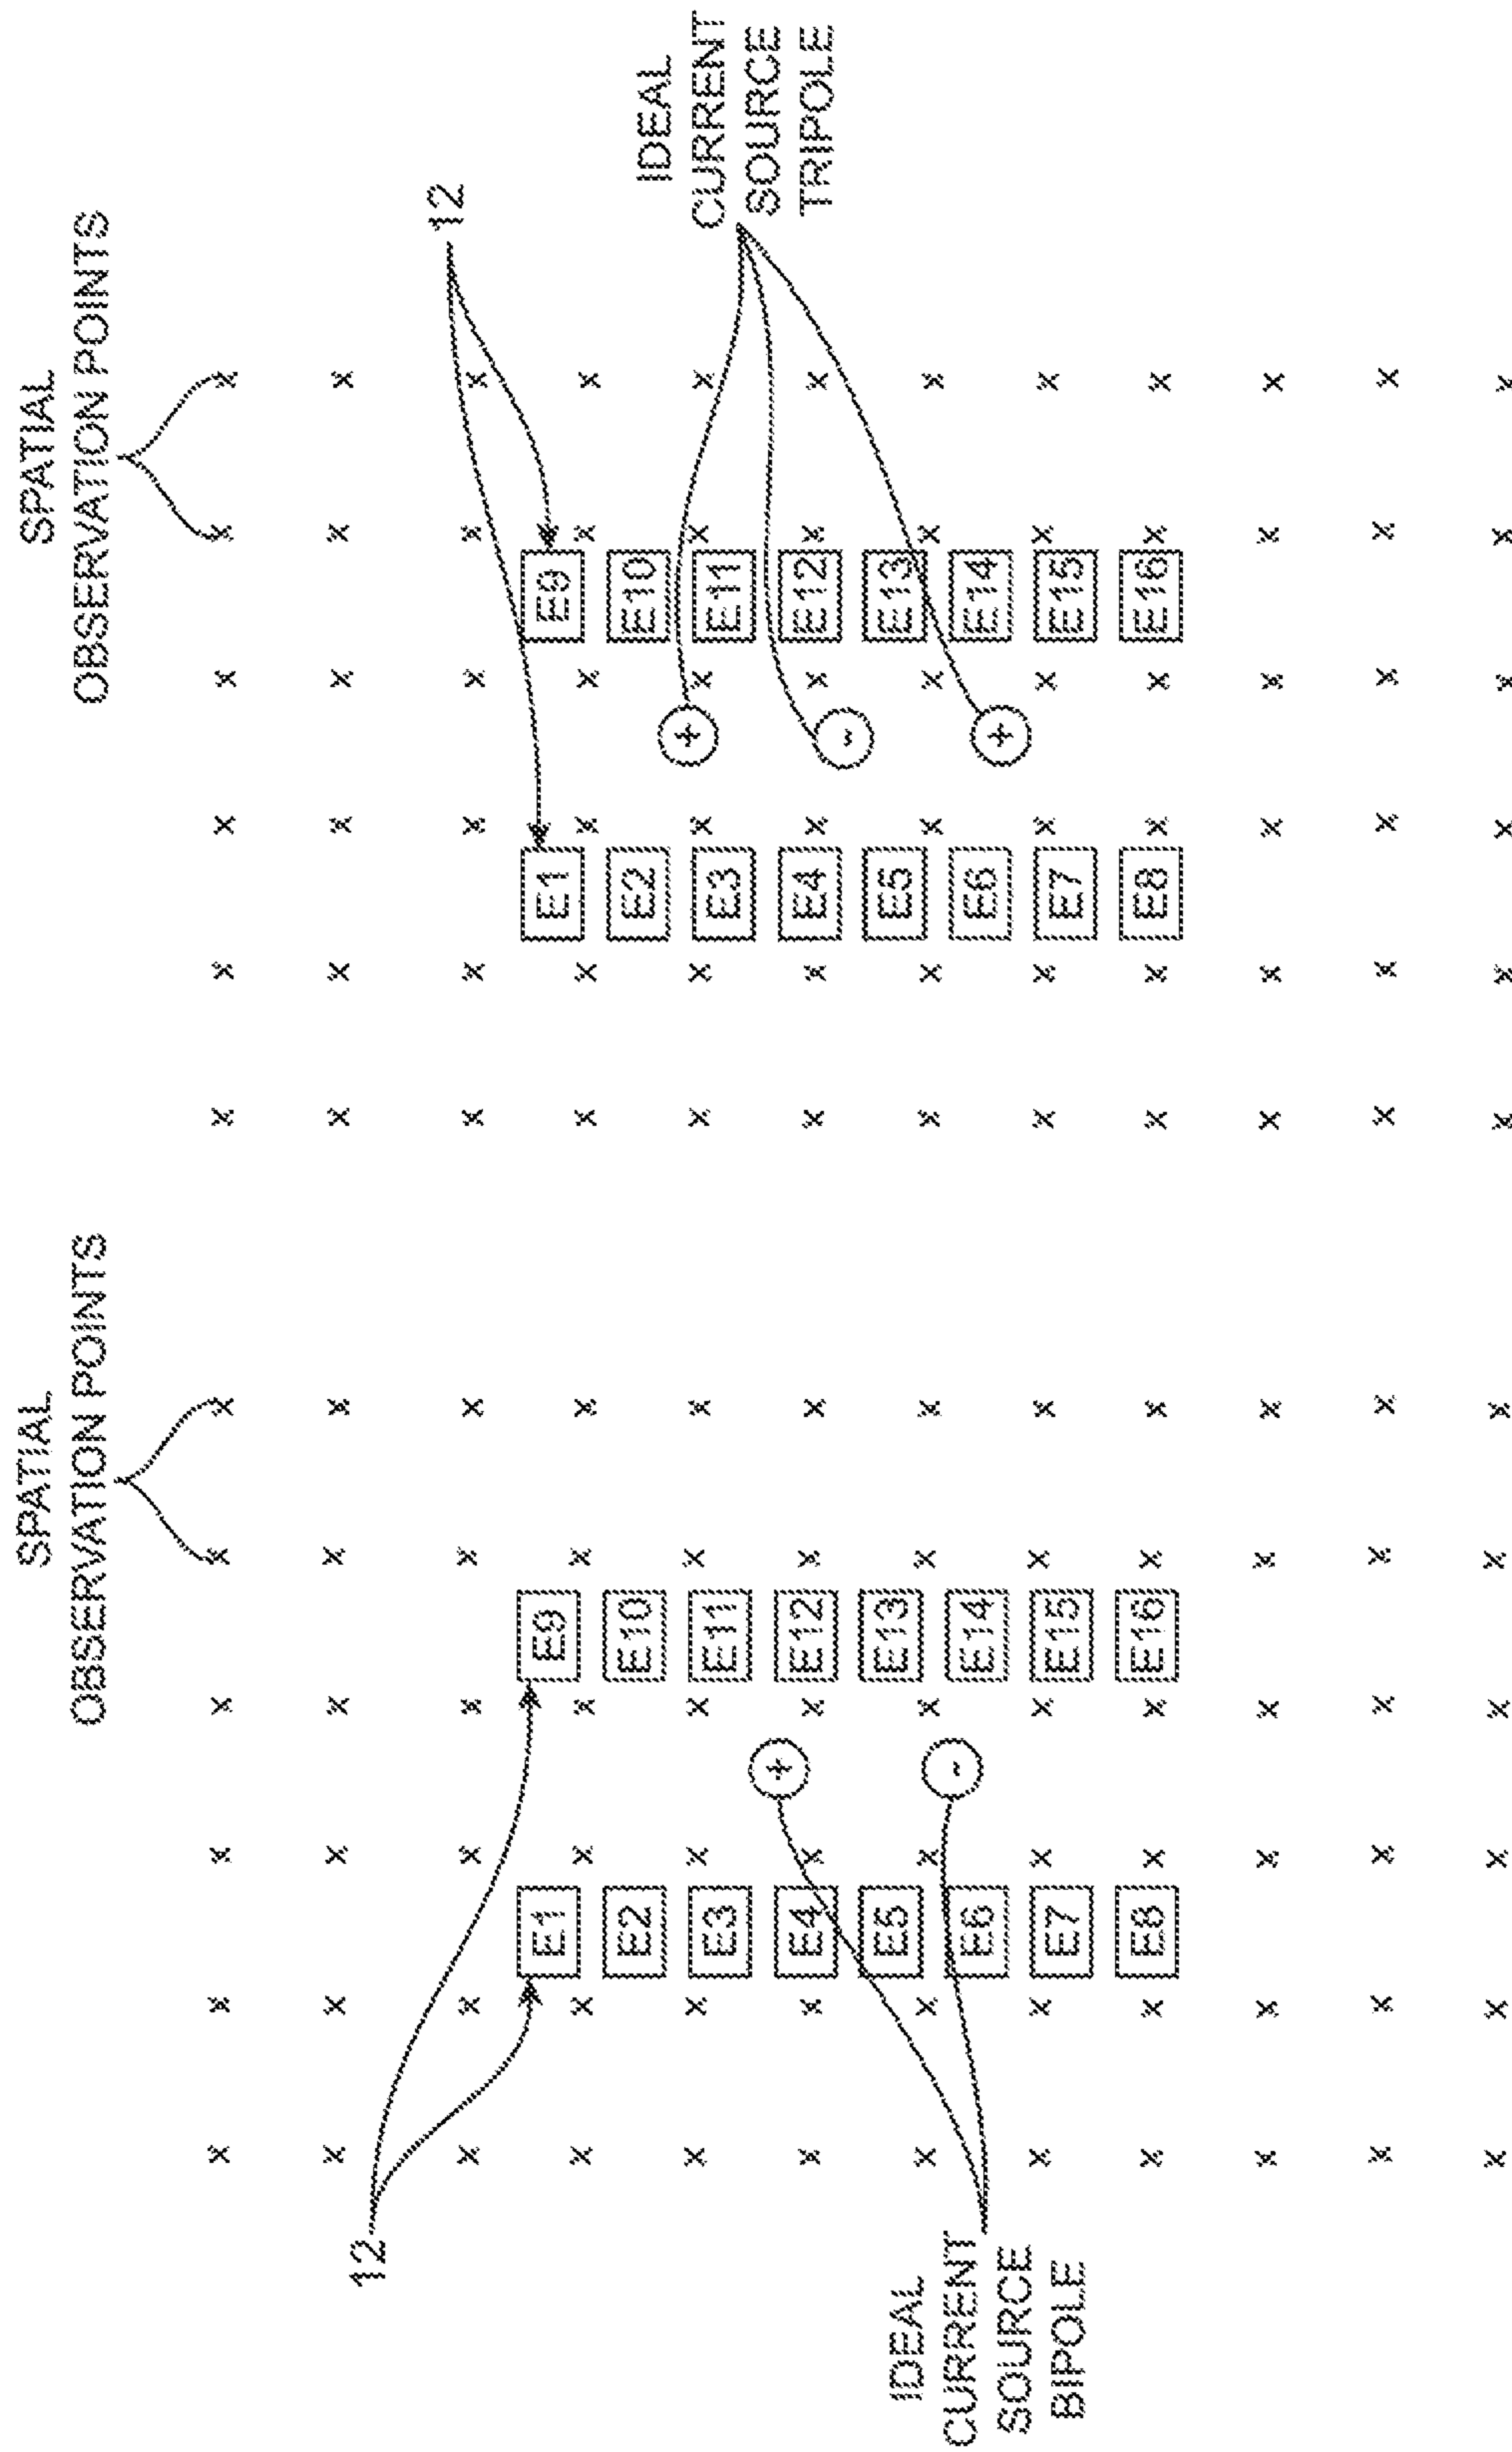 SPATIAL
OBSERVATION POINTS
12
E1
E2
E3
E4
E5
E6
E7
E8
+
-
E9
E10
E11
E12
E13
E14
E15
E16
IDEAL
CURRENT
SOURCE
BIPOLE
SPATIAL
OBSERVATION POINTS
12
E1
E2
E3
E4
E5
E6
E7
E8
+
-
+
E9
E10
E11
E12
E13
E14
E15
E16
IDEAL
CURRENT
SOURCE
TRIPOLE